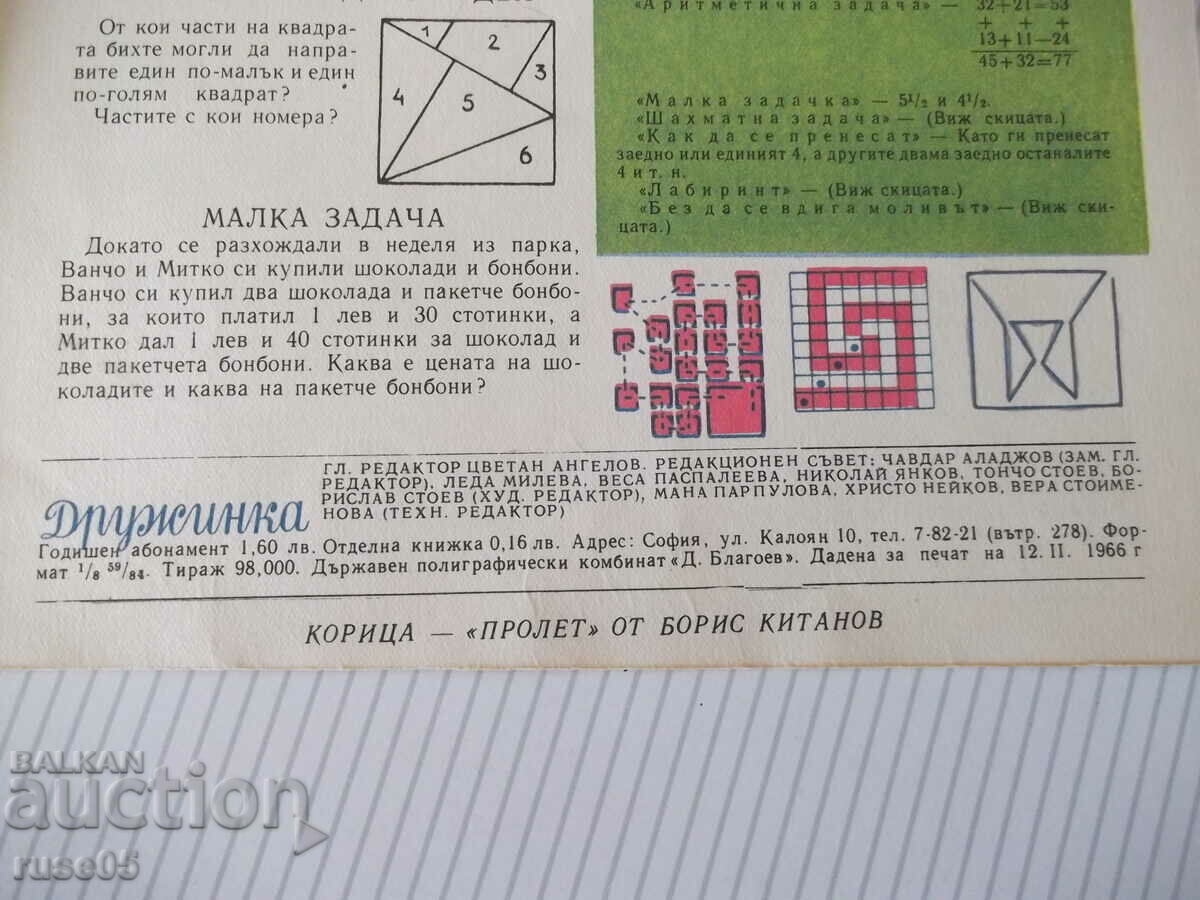 От кои части на квадра-
та бихте могли да напра-
вите един по-малък и един
по-голям квадрат?
Частите с кои номера?
1
2
3
4
5
6
МАЛКА ЗАДАЧА
Докато се разхождали в неделя из парка,
Ванчо и Митко си купили шоколади и бонбони.
Ванчо си купил два шоколада и пакетче бонбо-
ни, за които платил 1 лев и 30 стотинки, а
Митко дал 1 лев и 40 стотинки за шоколад и
две пакетчета бонбони. Каква е цената на шо-
коладите и каква на пакетче бонбони?
«Аритметична задача» — 32+21=53
+ + +
13+11—24
45+32=77
«Малка задачка» — 5¹/₂ и 4¹/₂.
«Шахматна задача» — (Виж скицата.)
«Как да се пренесат» — Като ги пренесат
заедно или единият 4, а другите двама заедно останалите
4 и т. н.
«Лабиринт» — (Виж скицата.)
«Без да се вдига моливът» — (Виж ски-
цата.)
Дружинка
ГЛ. РЕДАКТОР ЦВЕТАН АНГЕЛОВ. РЕДАКЦИОНЕН СЪВЕТ: ЧАВДАР АЛАДЖОВ (ЗАМ. ГЛ.
РЕДАКТОР), ЛЕДА МИЛЕВА, ВЕСА ПАСПАЛЕЕВА, НИКОЛАЙ ЯНКОВ, ТОНЧО СТОЕВ, БО-
РИСЛАВ СТОЕВ (ХУД. РЕДАКТОР), МАНА ПАРПУЛОВА, ХРИСТО НЕЙКОВ, ВЕРА СТОИМЕ-
НОВА (ТЕХН. РЕДАКТОР)
Годишен абонамент 1,60 лв. Отделна книжка 0,16 лв. Адрес: София, ул. Калоян 10, тел. 7-82-21 (вътр. 278). Фор-
мат ¹/₈ ⁵⁹/₈₄. Тираж 98,000. Държавен полиграфически комбинат «Д. Благоев». Дадена за печат на 12. II. 1966 г
КОРИЦА — «ПРОЛЕТ» ОТ БОРИС КИТАНОВ
BALKAN
auction
ruse05